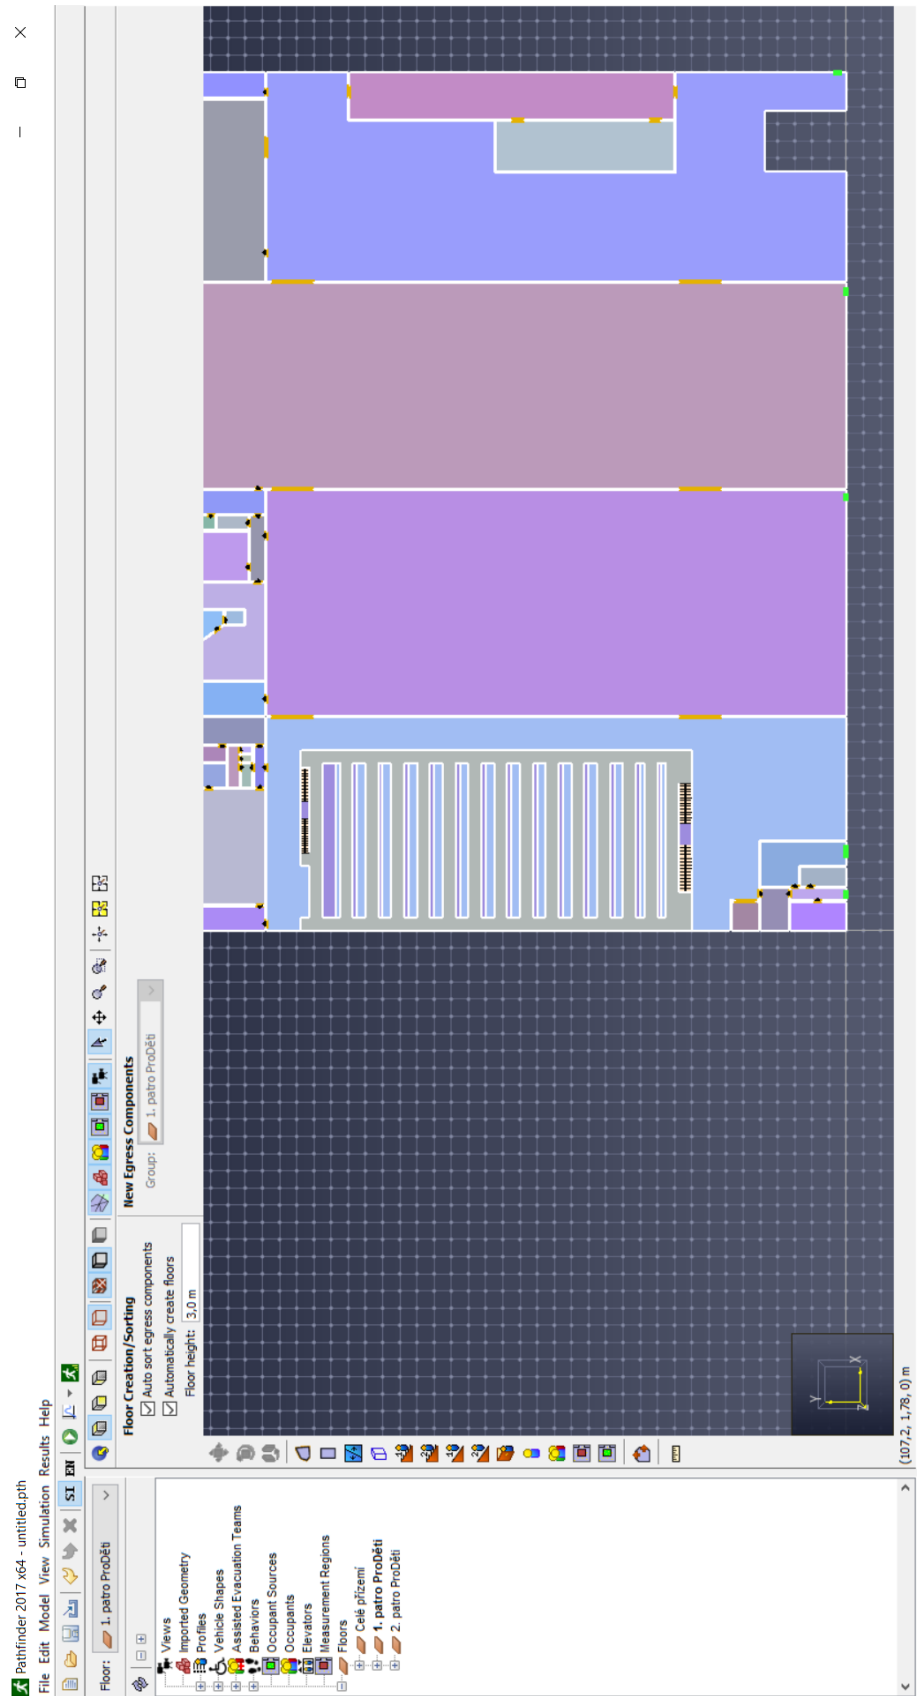 Pathfinder 2017 x64 - untitled.pth
File Edit Model View Simulation Results Help
SI EN
Floor: 1. patro ProDěti
Floor Creation/Sorting
Auto sort egress components
Automatically create floors
Floor height: 3,0 m
New Egress Components
Group: 1. patro ProDěti
Views
Imported Geometry
Profiles
Vehicle Shapes
Assisted Evacuation Teams
Behaviors
Occupant Sources
Occupants
Elevators
Measurement Regions
Floors
Celé přízemí
1. patro ProDěti
2. patro ProDěti
Y
X
Z
(107,2, 1,78, 0) m